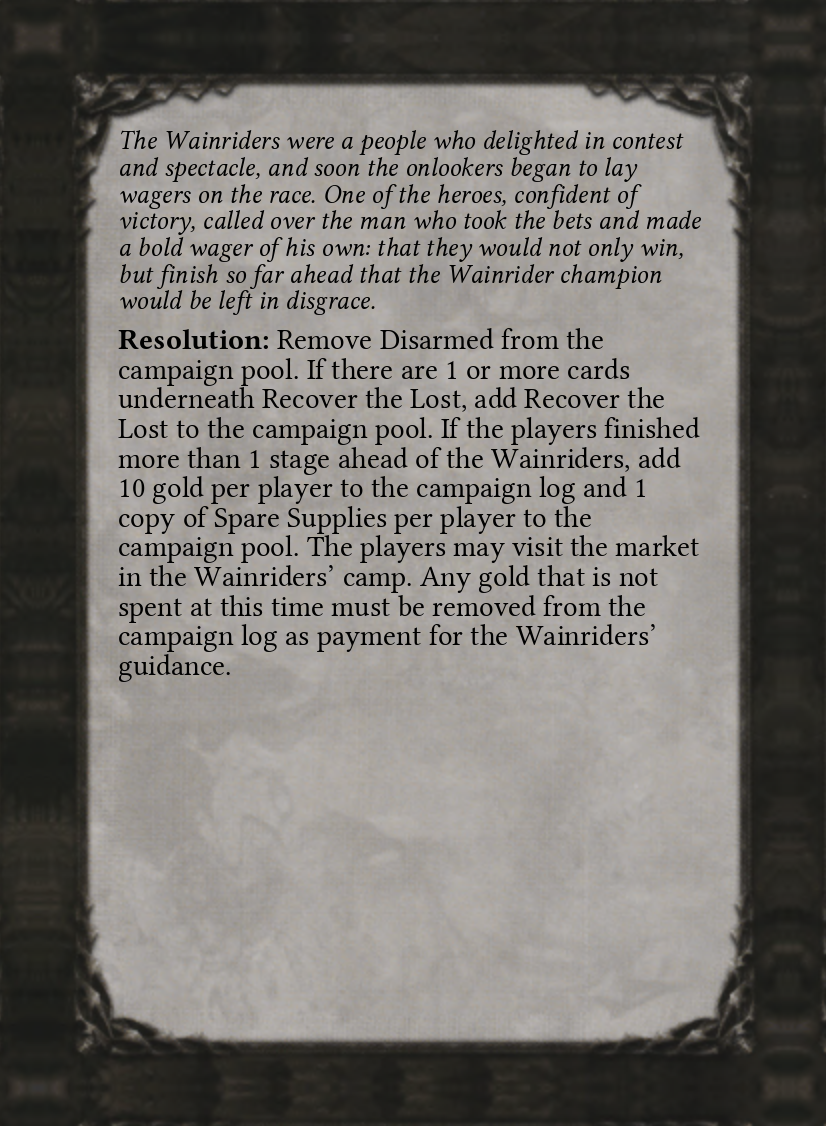 The Wainriders were a people who delighted in contest
and spectacle, and soon the onlookers began to lay
wagers on the race. One of the heroes, confident of
victory, called over the man who took the bets and made
a bold wager of his own: that they would not only win,
but finish so far ahead that the Wainrider champion
would be left in disgrace.
Resolution: Remove Disarmed from the
campaign pool. If there are 1 or more cards
underneath Recover the Lost, add Recover the
Lost to the campaign pool. If the players finished
more than 1 stage ahead of the Wainriders, add
10 gold per player to the campaign log and 1
copy of Spare Supplies per player to the
campaign pool. The players may visit the market
in the Wainriders’ camp. Any gold that is not
spent at this time must be removed from the
campaign log as payment for the Wainriders’
guidance.